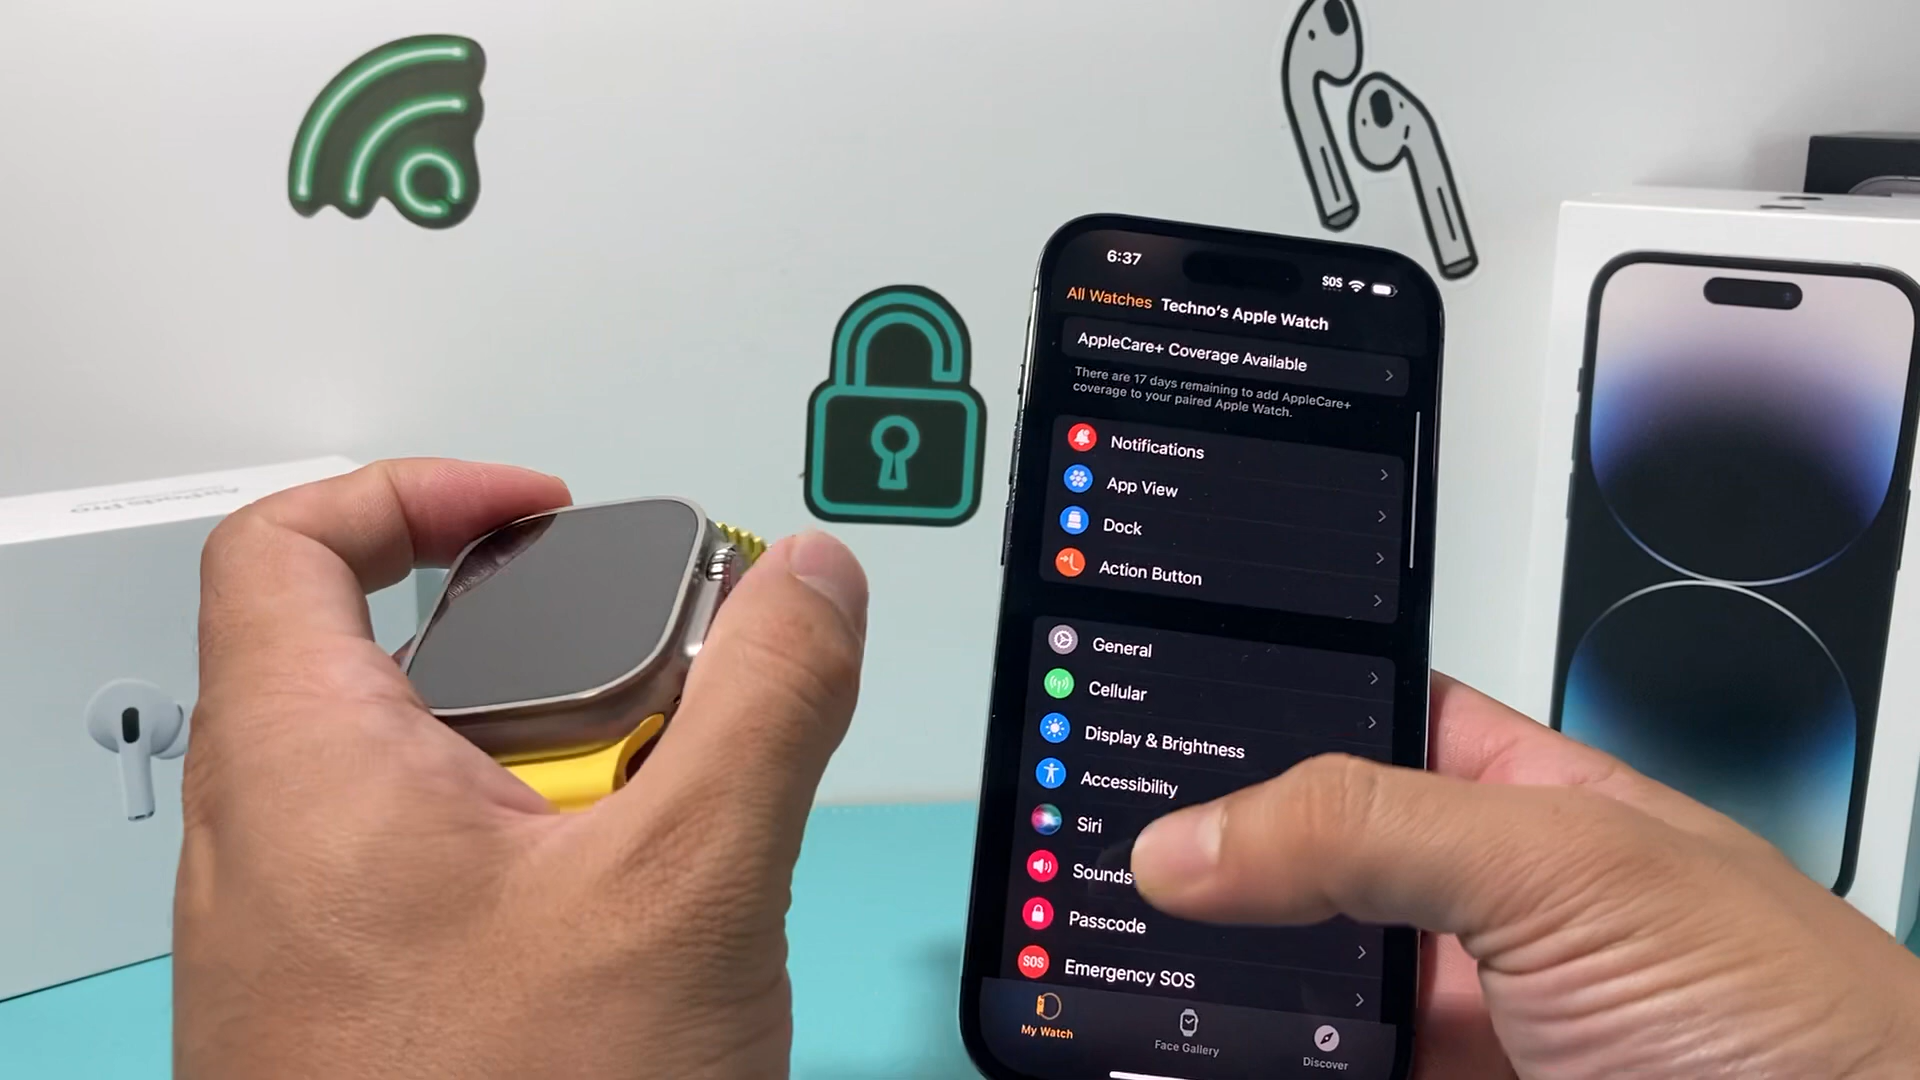 6:37
SOS
All Watches Techno's Apple Watch
AppleCare+ Coverage Available
There are 17 days remaining to add AppleCare+
coverage to your paired Apple Watch.
Notifications
App View
Dock
Action Button
General
Cellular
Display & Brightness
Accessibility
Siri
Sounds
Passcode
SOS
Emergency SOS
My Watch
Face Gallery
Discover
AirPods Pro